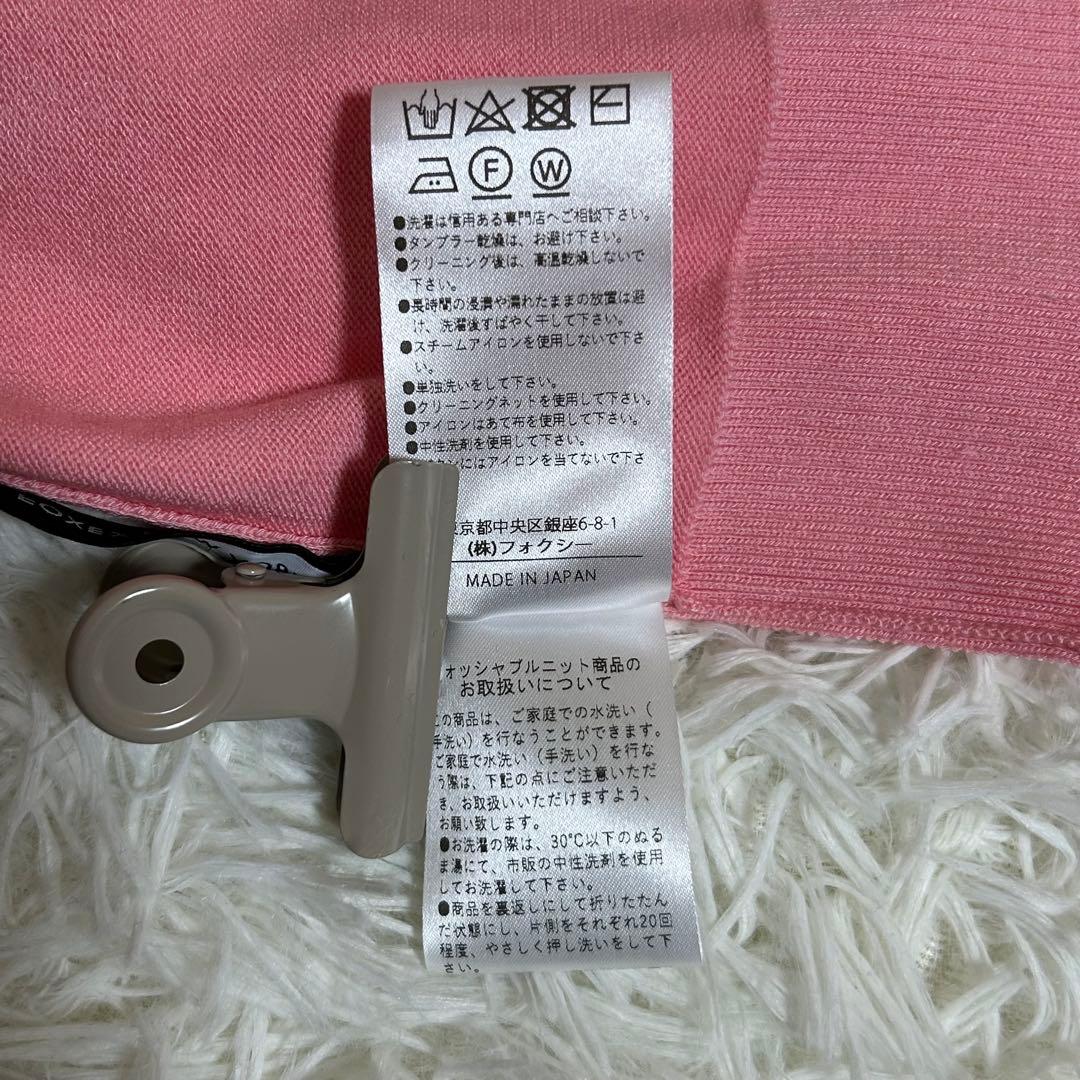 F W
●洗濯は信用ある専門店へご相談下さい。
●タンブラー乾燥は、お避け下さい。
●クリーニング後は、高温乾燥しないで
下さい。
●長時間の浸漬や濡れたままの放置は避
け、洗濯後すばやく干して下さい。
●スチームアイロンを使用しないで下さ
い。
●単独洗いをして下さい。
●クリーニングネットを使用して下さい。
●アイロンはあて布を使用して下さい。
●中性洗剤を使用して下さい。
にはアイロンを当てないで下さ
京都中央区銀座6-8-1
(株)フォクシー
MADE IN JAPAN
ォッシャブルニット商品の
お取扱いについて
この商品は、ご家庭での水洗い（
手洗い）を行なうことができます。
ご家庭で水洗い（手洗い）を行な
う際は、下記の点にご注意いただ
き、お取扱いいただけますよう、
お願い致します。
●お洗濯の際は、30℃以下のぬる
ま湯にて、市販の中性洗剤を使用
してお洗濯して下さい。
●商品を裏返しにして折りたたん
だ状態にし、片側をそれぞれ20回
程度、やさしく押し洗いをして下
さい。